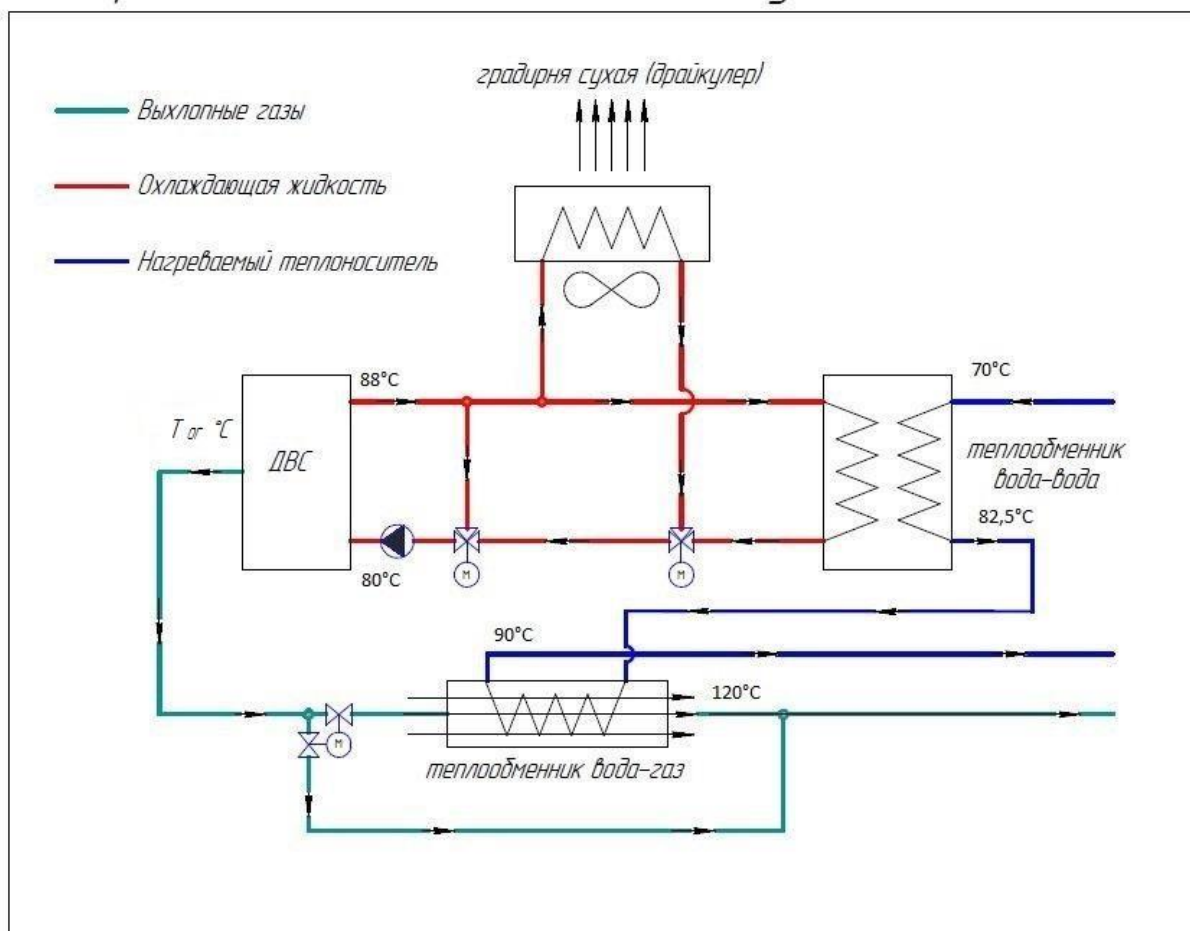 градирня сухая (драйкулер)
Выхлопные газы
Охлаждающая жидкость
Нагреваемый теплоноситель
88°C
70°C
T ог °C
ДВС
теплообменник
вода-вода
82,5°C
M
M
80°C
90°C
120°C
M
теплообменник вода-газ